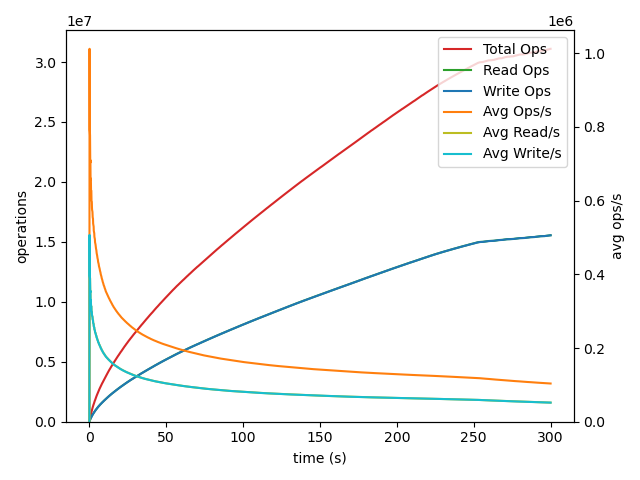 1e7
1e6
Total Ops
Read Ops
Write Ops
Avg Ops/s
Avg Read/s
Avg Write/s
3.0
2.5
2.0
1.5
1.0
0.5
0.0
operations
1.0
0.8
0.6
0.4
0.2
0.0
avg ops/s
0
50
100
150
200
250
300
time (s)